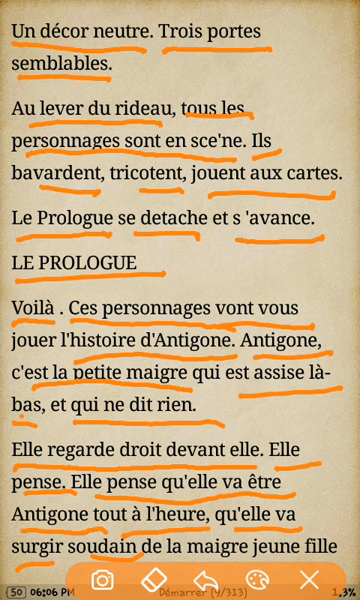 Un décor neutre. Trois portes
semblables.
Au lever du rideau, tous les
personnages sont en sce'ne. Ils
bavardent, tricotent, jouent aux cartes.
Le Prologue se detache et s 'avance.
LE PROLOGUE
Voilà . Ces personnages vont vous
jouer l'histoire d'Antigone. Antigone,
c'est la petite maigre qui est assise là-
bas, et qui ne dit rien.
Elle regarde droit devant elle. Elle
pense. Elle pense qu'elle va être
Antigone tout à l'heure, qu'elle va
surgir soudain de la maigre jeune fille
50 06:06 PM Démarrer (9/313) 1,3%